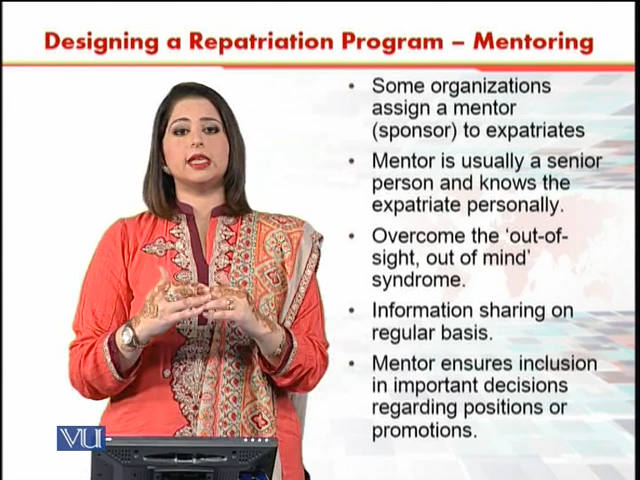 Designing a Repatriation Program – Mentoring
• Some organizations
assign a mentor
(sponsor) to expatriates
• Mentor is usually a senior
person and knows the
expatriate personally.
• Overcome the ‘out-of-
sight, out of mind’
syndrome.
• Information sharing on
regular basis.
• Mentor ensures inclusion
in important decisions
regarding positions or
promotions.
VU